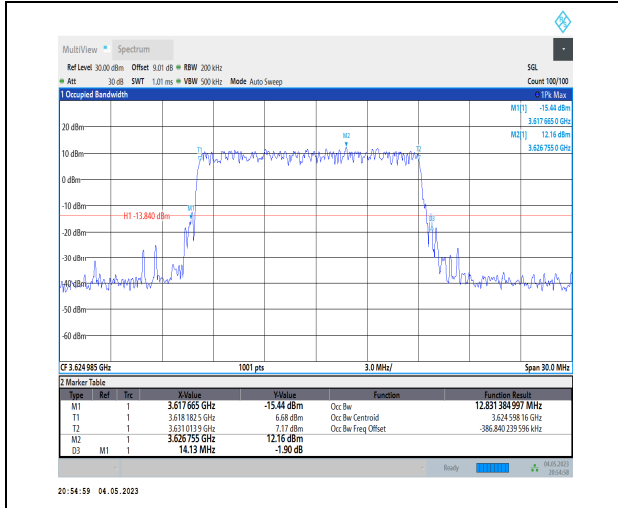 MultiView Spectrum
Ref Level 30.00 dBm Offset 9.01 dB RBW 200 kHz SGL
Att 30 dB SWT 1.01 ms VBW 500 kHz Mode Auto Sweep Count 100/100
1 Occupied Bandwidth 1Pk Max
M1[1] -15.44 dBm
3.617 665 0 GHz
M2[1] 12.16 dBm
3.626 755 0 GHz
20 dBm
M2
T1
T2
10 dBm
0 dBm
-10 dBm
M1
H1 -13.840 dBm
D3
-20 dBm
-30 dBm
-40 dBm
-50 dBm
-60 dBm
CF 3.624 985 GHz 1001 pts 3.0 MHz/ Span 30.0 MHz
2 Marker Table
Type Ref Trc X-Value Y-Value Function Function Result
M1 1 3.617 665 GHz -15.44 dBm Occ Bw 12.831 384 997 MHz
T1 1 3.618 182 5 GHz 6.68 dBm Occ Bw Centroid 3.624 598 16 GHz
T2 1 3.631 013 9 GHz 7.17 dBm Occ Bw Freq Offset -386.840 239 596 kHz
M2 1 3.626 755 GHz 12.16 dBm
D3 M1 1 14.13 MHz -1.90 dB
Ready 04.05.2023
20:54:58
20:54:59 04.05.2023